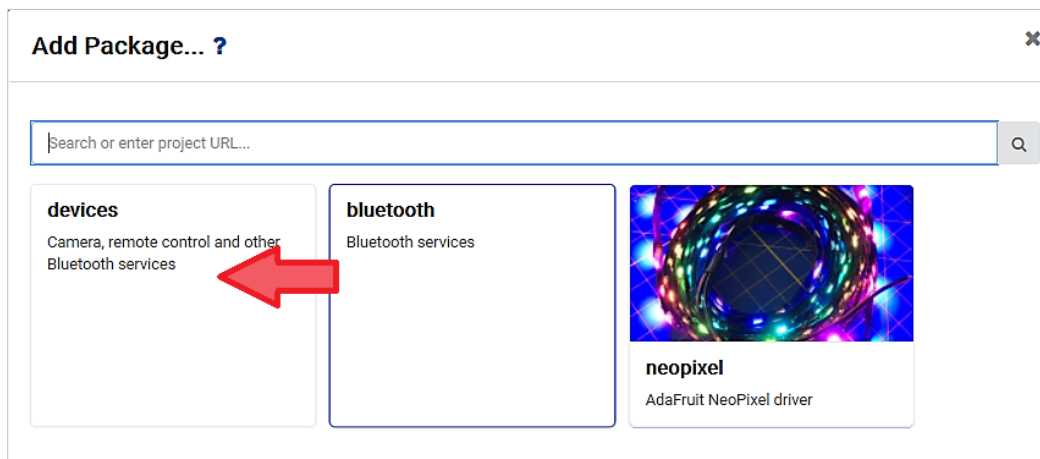 Add Package... ?
Search or enter project URL...
devices
Camera, remote control and other
Bluetooth services
bluetooth
Bluetooth services
neopixel
AdaFruit NeoPixel driver